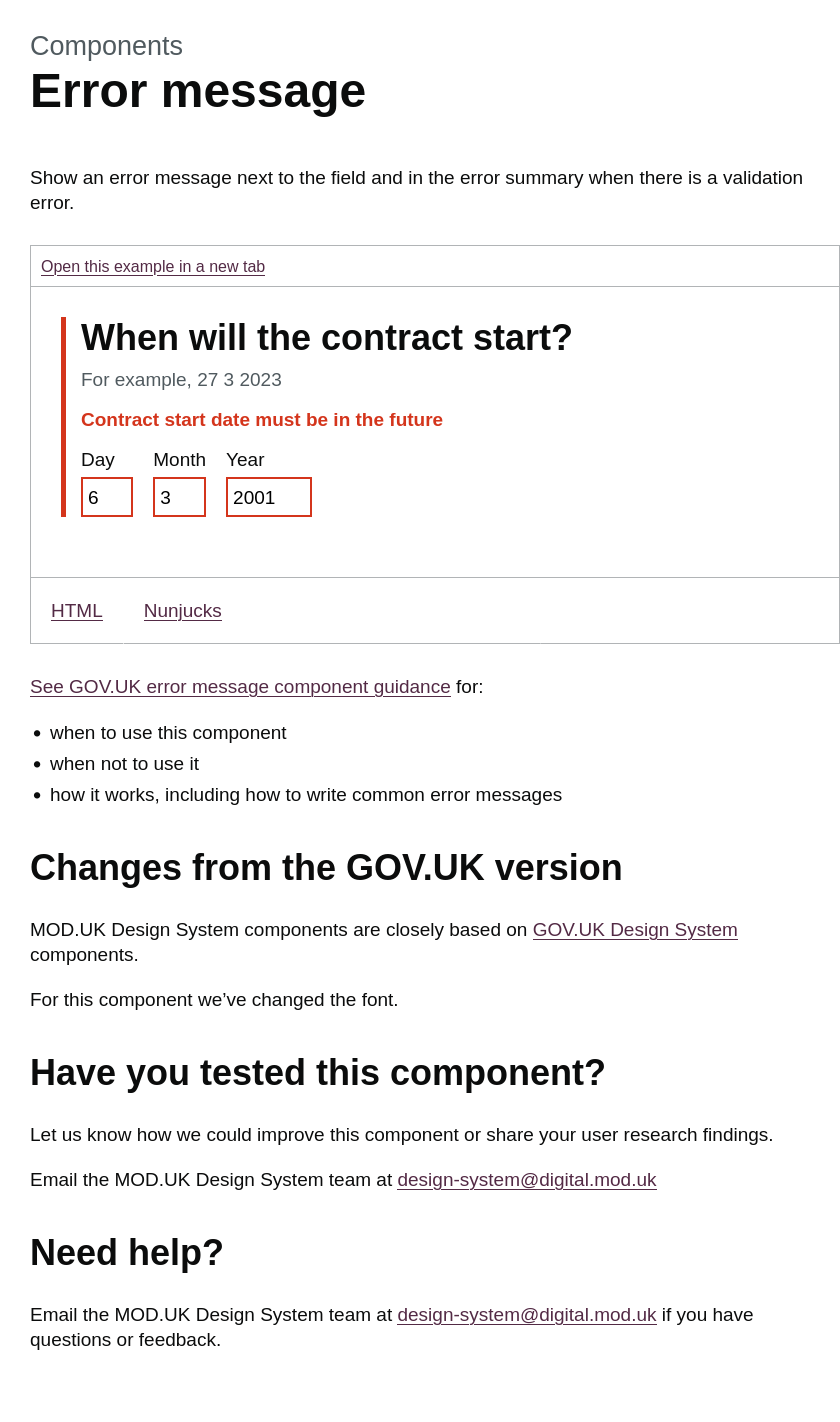 Components
Error message
Show an error message next to the field and in the error summary when there is a validation
error.
Open this example in a new tab
When will the contract start?
For example, 27 3 2023
Contract start date must be in the future
Day Month Year
6 3 2001
HTML Nunjucks
See GOV.UK error message component guidance for:
• when to use this component
• when not to use it
• how it works, including how to write common error messages
Changes from the GOV.UK version
MOD.UK Design System components are closely based on GOV.UK Design System
components.
For this component we’ve changed the font.
Have you tested this component?
Let us know how we could improve this component or share your user research findings.
Email the MOD.UK Design System team at design-system@digital.mod.uk
Need help?
Email the MOD.UK Design System team at design-system@digital.mod.uk if you have
questions or feedback.